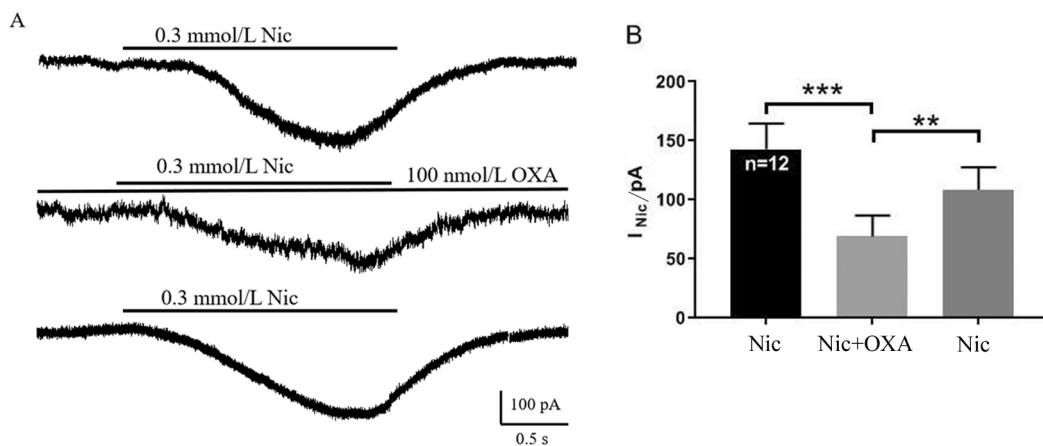 A
0.3 mmol/L Nic
0.3 mmol/L Nic
100 nmol/L OXA
0.3 mmol/L Nic
100 pA
0.5 s
B
I Nic/pA
200
150
100
50
0
***
**
n=12
Nic
Nic+OXA
Nic